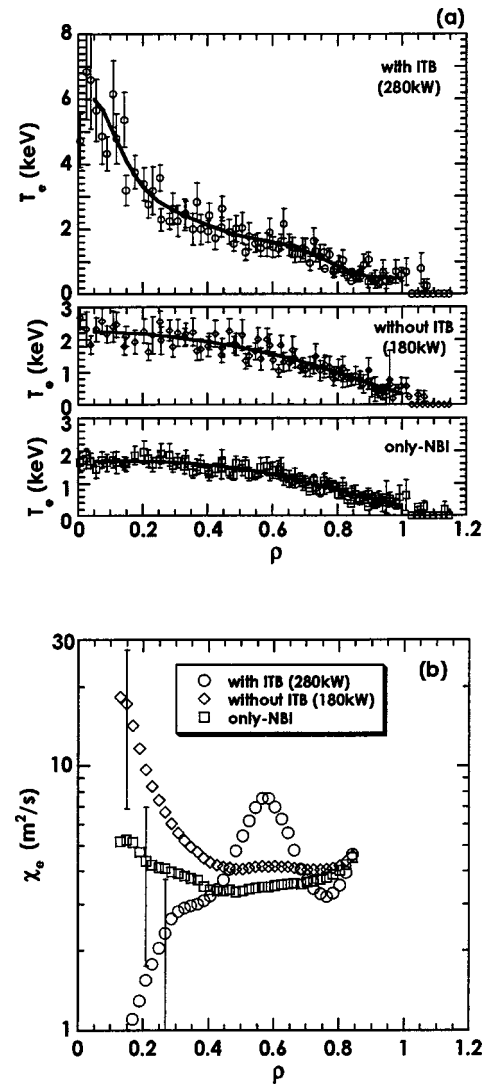 (a)
8
6
4
2
0
T_e (keV)
with ITB
(280kW)
3
2
1
0
T_e (keV)
without ITB
(180kW)
3
2
1
0
T_e (keV)
only-NBI
0 0.2 0.4 0.6 0.8 1 1.2
ρ
30
10
1
χ_e (m²/s)
(b)
with ITB (280kW)
without ITB (180kW)
only-NBI
0 0.2 0.4 0.6 0.8 1 1.2
ρ